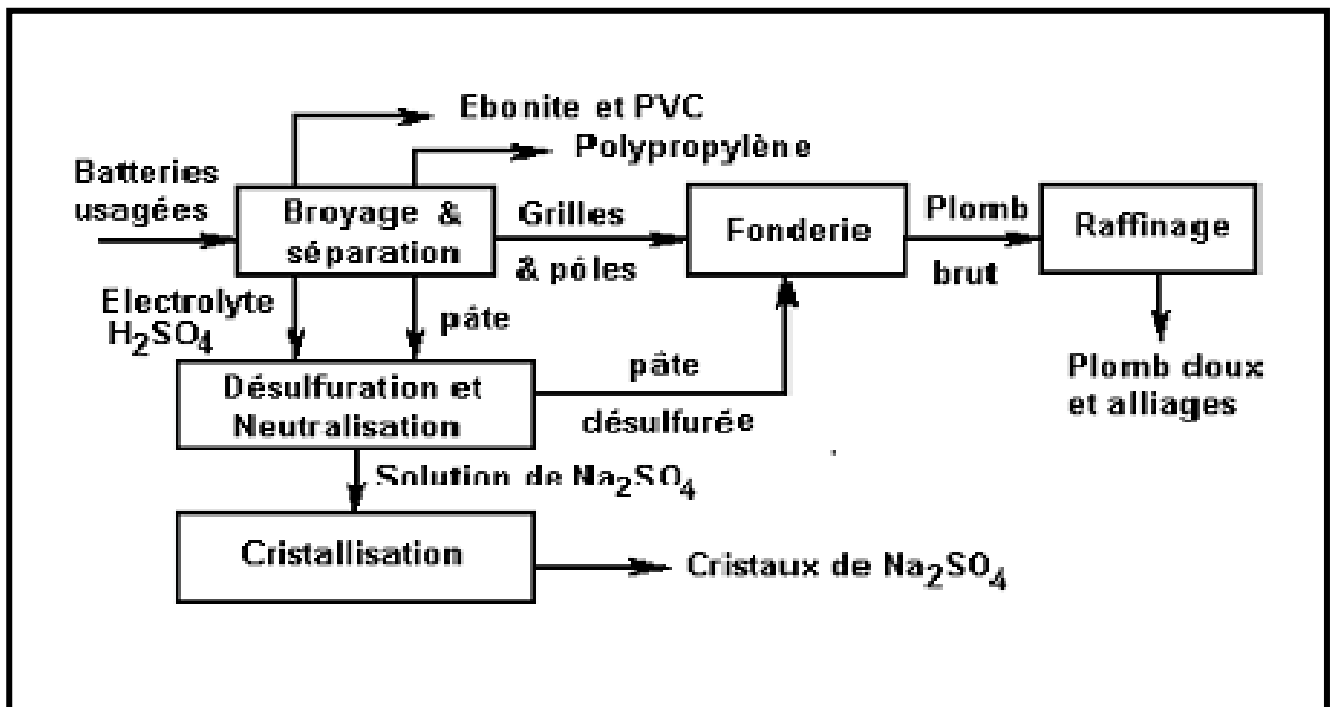 Ebonite et PVC
Polypropylène
Batteries
usagées
Broyage &
séparation
Grilles
& pôles
Fonderie
Plomb
brut
Raffinage
Electrolyte
H₂SO₄
pâte
Désulfuration et
Neutralisation
pâte
désulfurée
Plomb doux
et alliages
Solution de Na₂SO₄
Cristallisation
Cristaux de Na₂SO₄